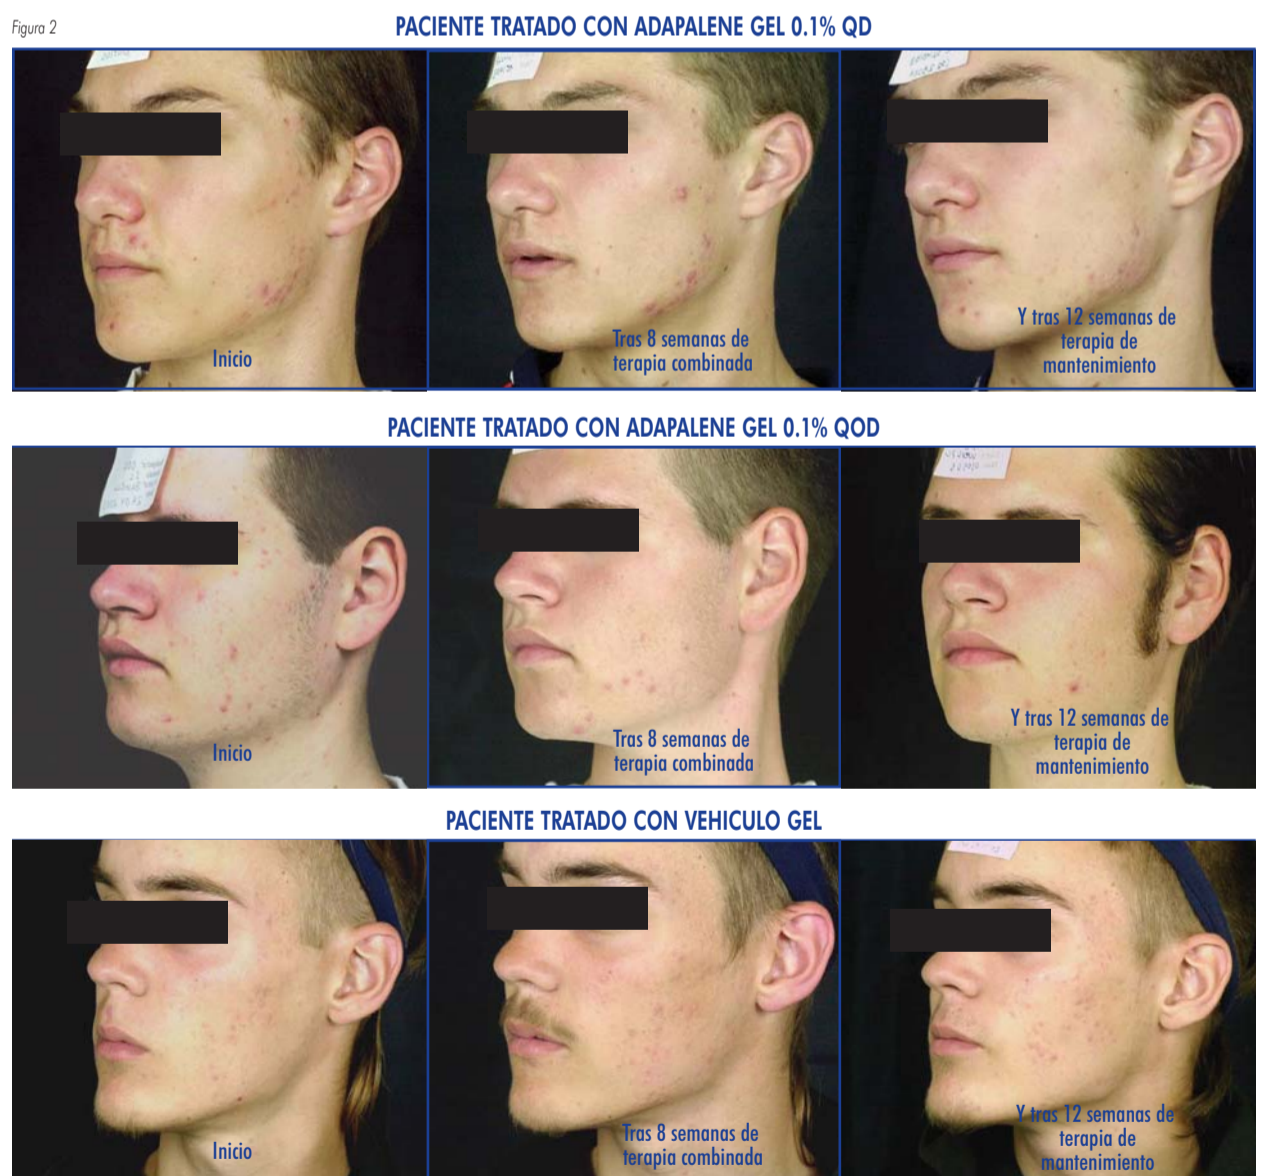 Figura 2
PACIENTE TRATADO CON ADAPALENE GEL 0.1% QD
Inicio
Tras 8 semanas de
terapia combinada
Y tras 12 semanas de
terapia de
mantenimiento
PACIENTE TRATADO CON ADAPALENE GEL 0.1% QOD
Inicio
Tras 8 semanas de
terapia combinada
Y tras 12 semanas de
terapia de
mantenimiento
PACIENTE TRATADO CON VEHICULO GEL
Inicio
Tras 8 semanas de
terapia combinada
Y tras 12 semanas de
terapia de
mantenimiento